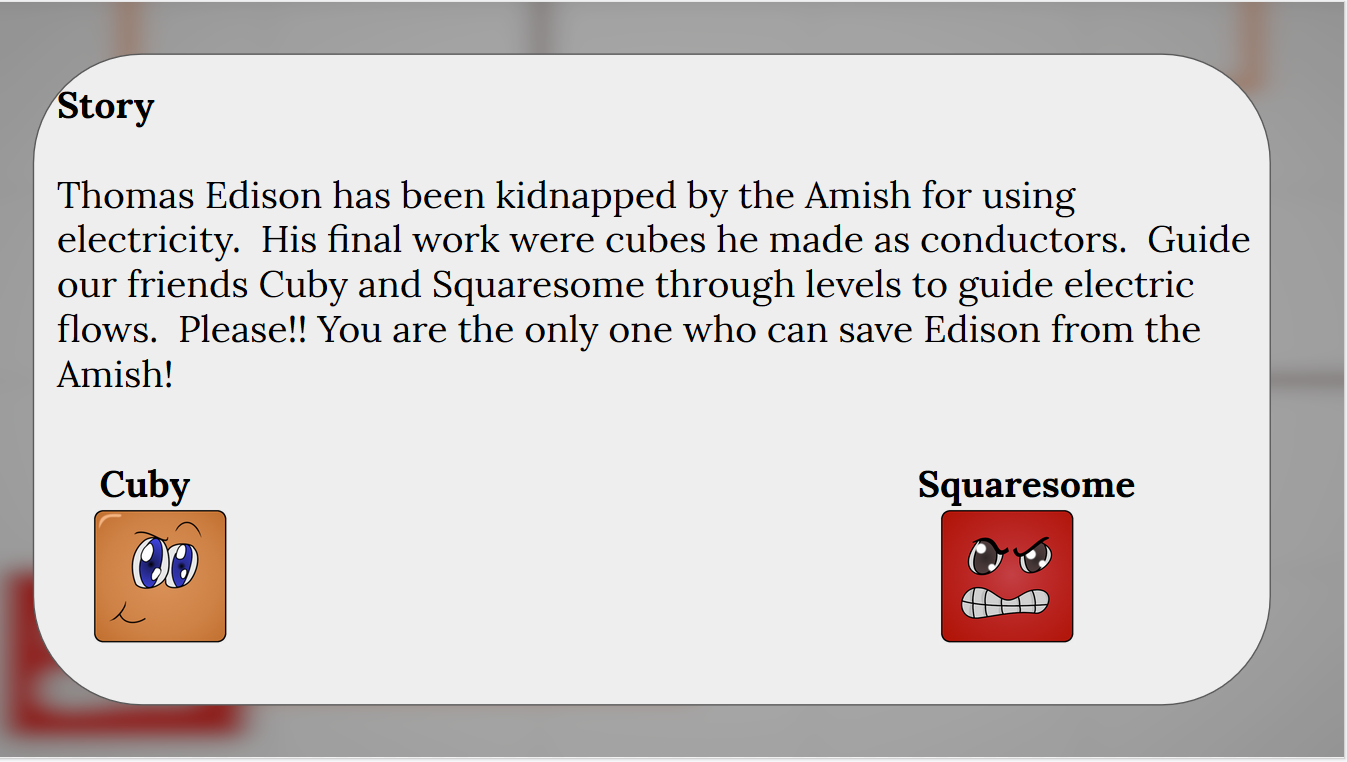 Story
Thomas Edison has been kidnapped by the Amish for using
electricity.  His final work were cubes he made as conductors.  Guide
our friends Cuby and Squaresome through levels to guide electric
flows.  Please!! You are the only one who can save Edison from the
Amish!
Cuby
Squaresome